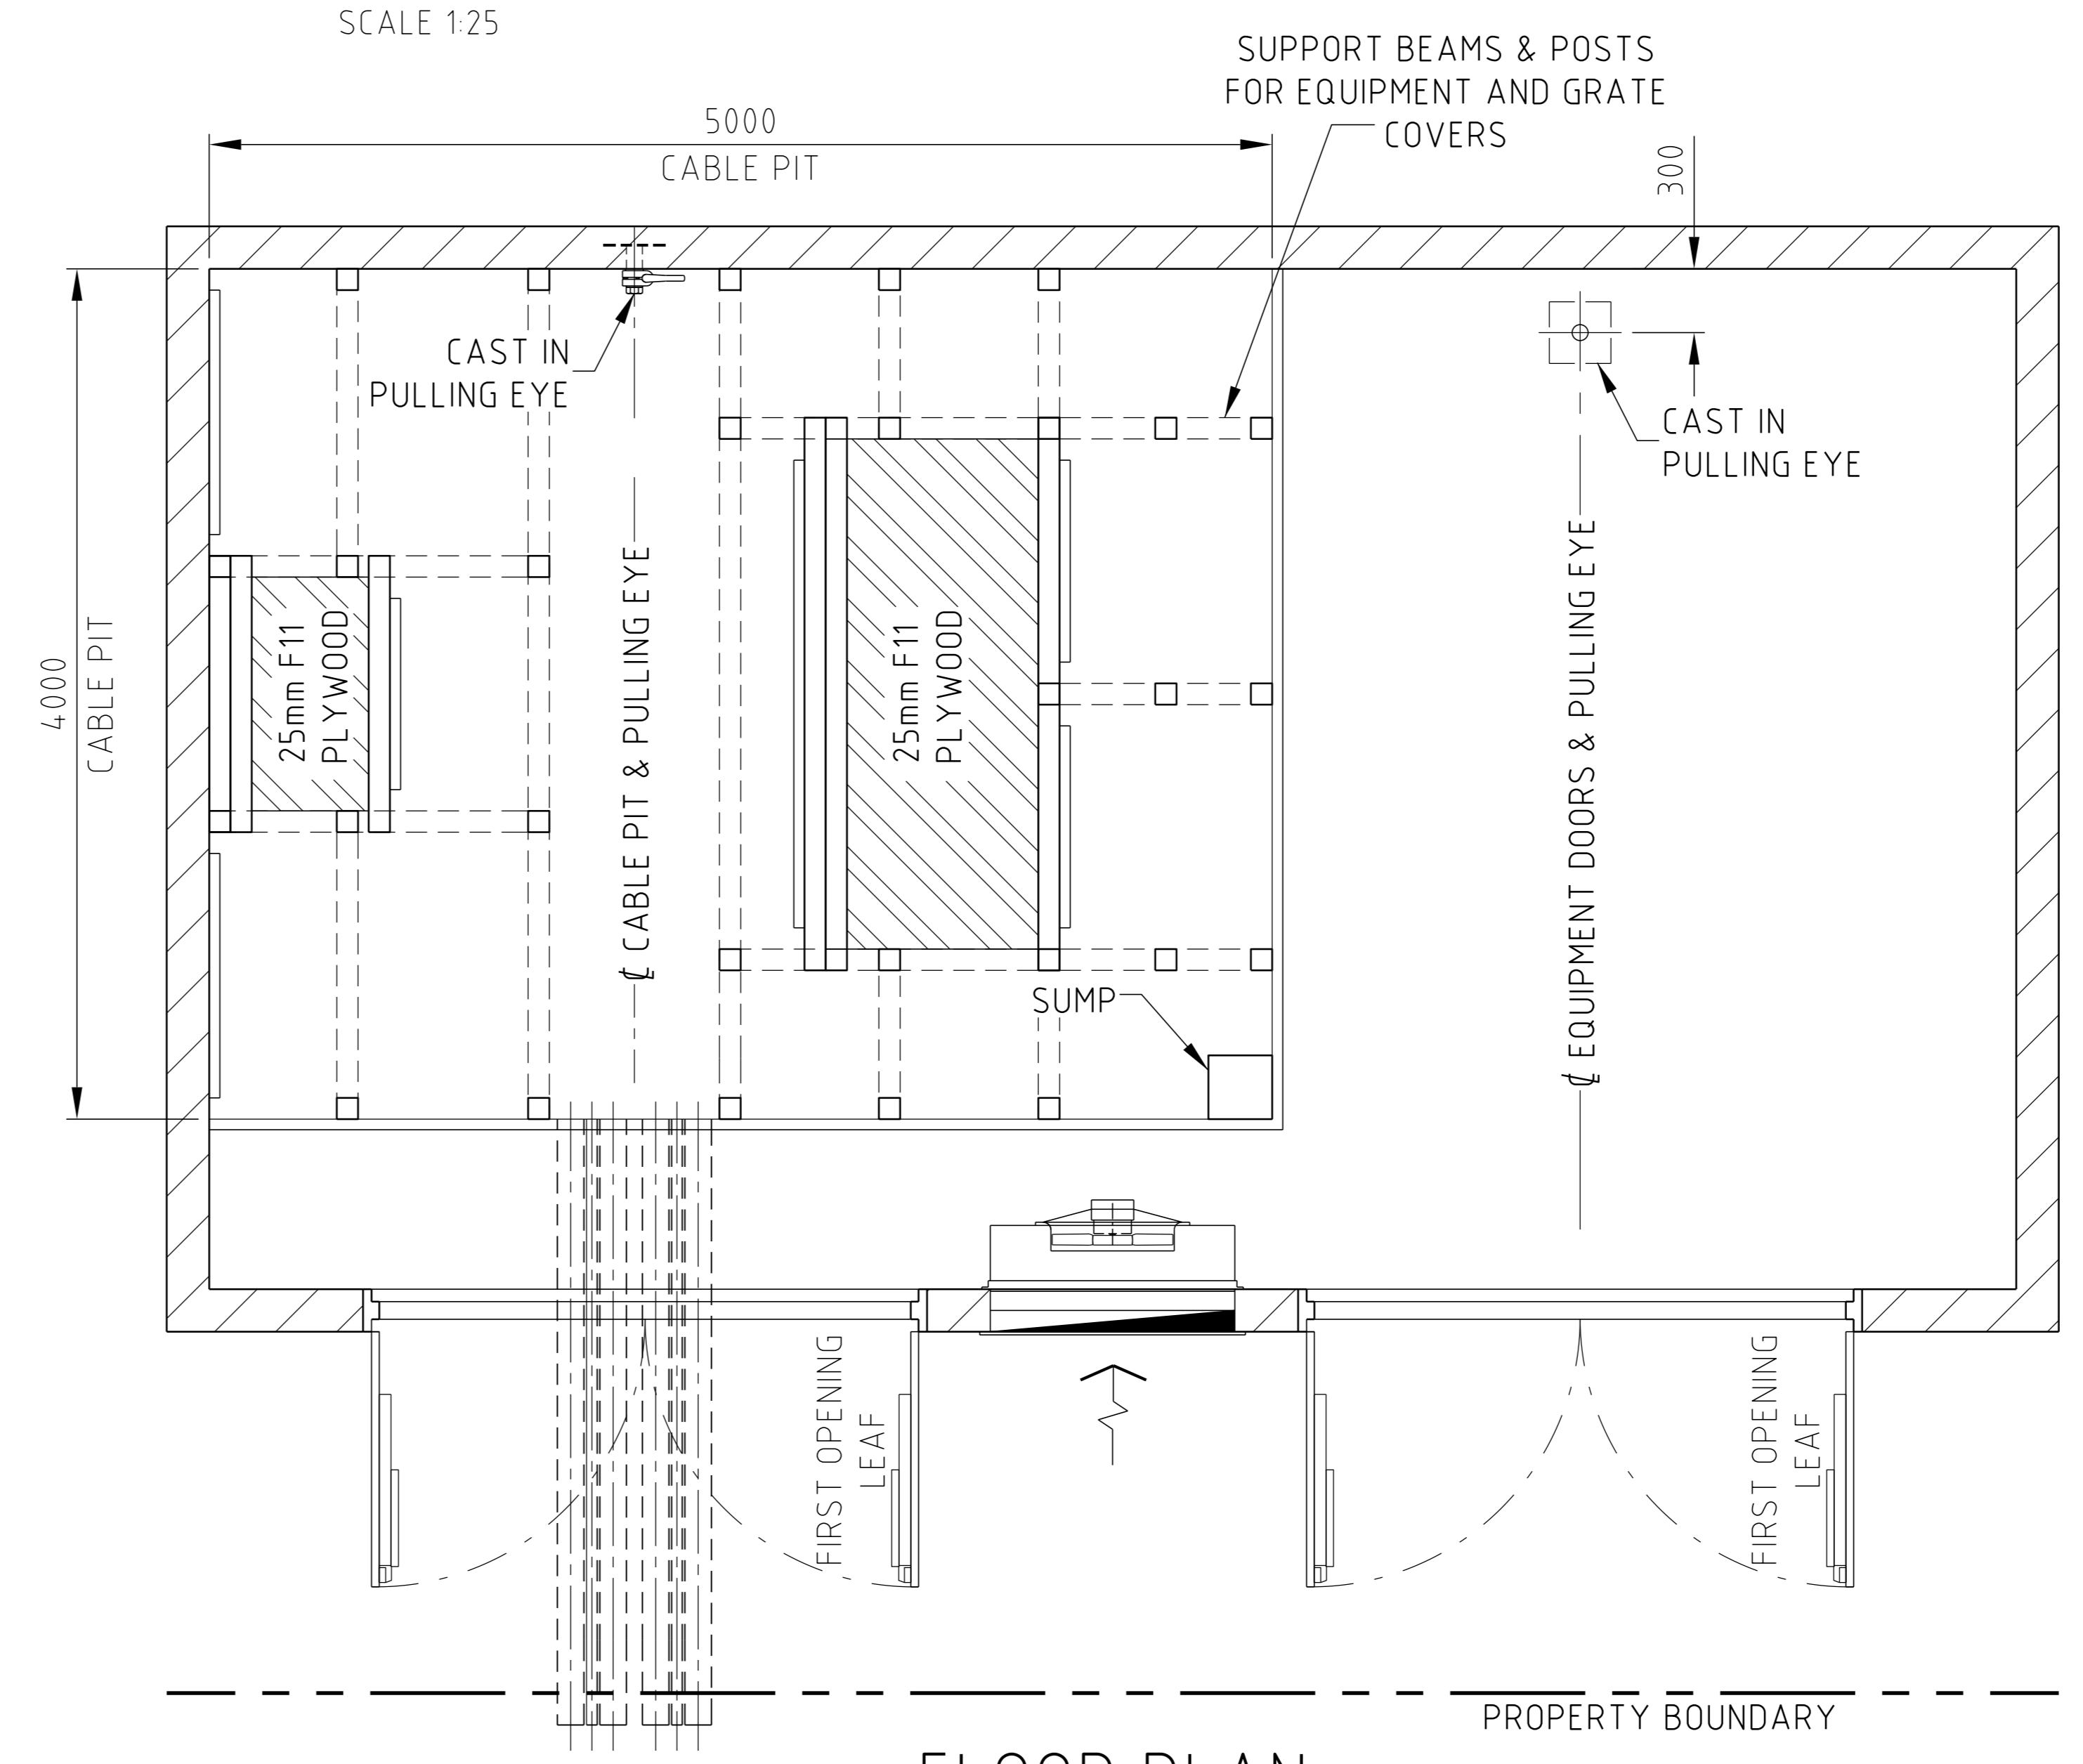 SCALE 1:25
SUPPORT BEAMS & POSTS
FOR EQUIPMENT AND GRATE
COVERS
5000
CABLE PIT
300
CAST IN
PULLING EYE
CAST IN
PULLING EYE
4000
CABLE PIT
25mm F11
PLYWOOD
℄ CABLE PIT & PULLING EYE
25mm F11
PLYWOOD
℄ EQUIPMENT DOORS & PULLING EYE
SUMP
FIRST OPENING
LEAF
FIRST OPENING
LEAF
PROPERTY BOUNDARY
FLOOR PLAN